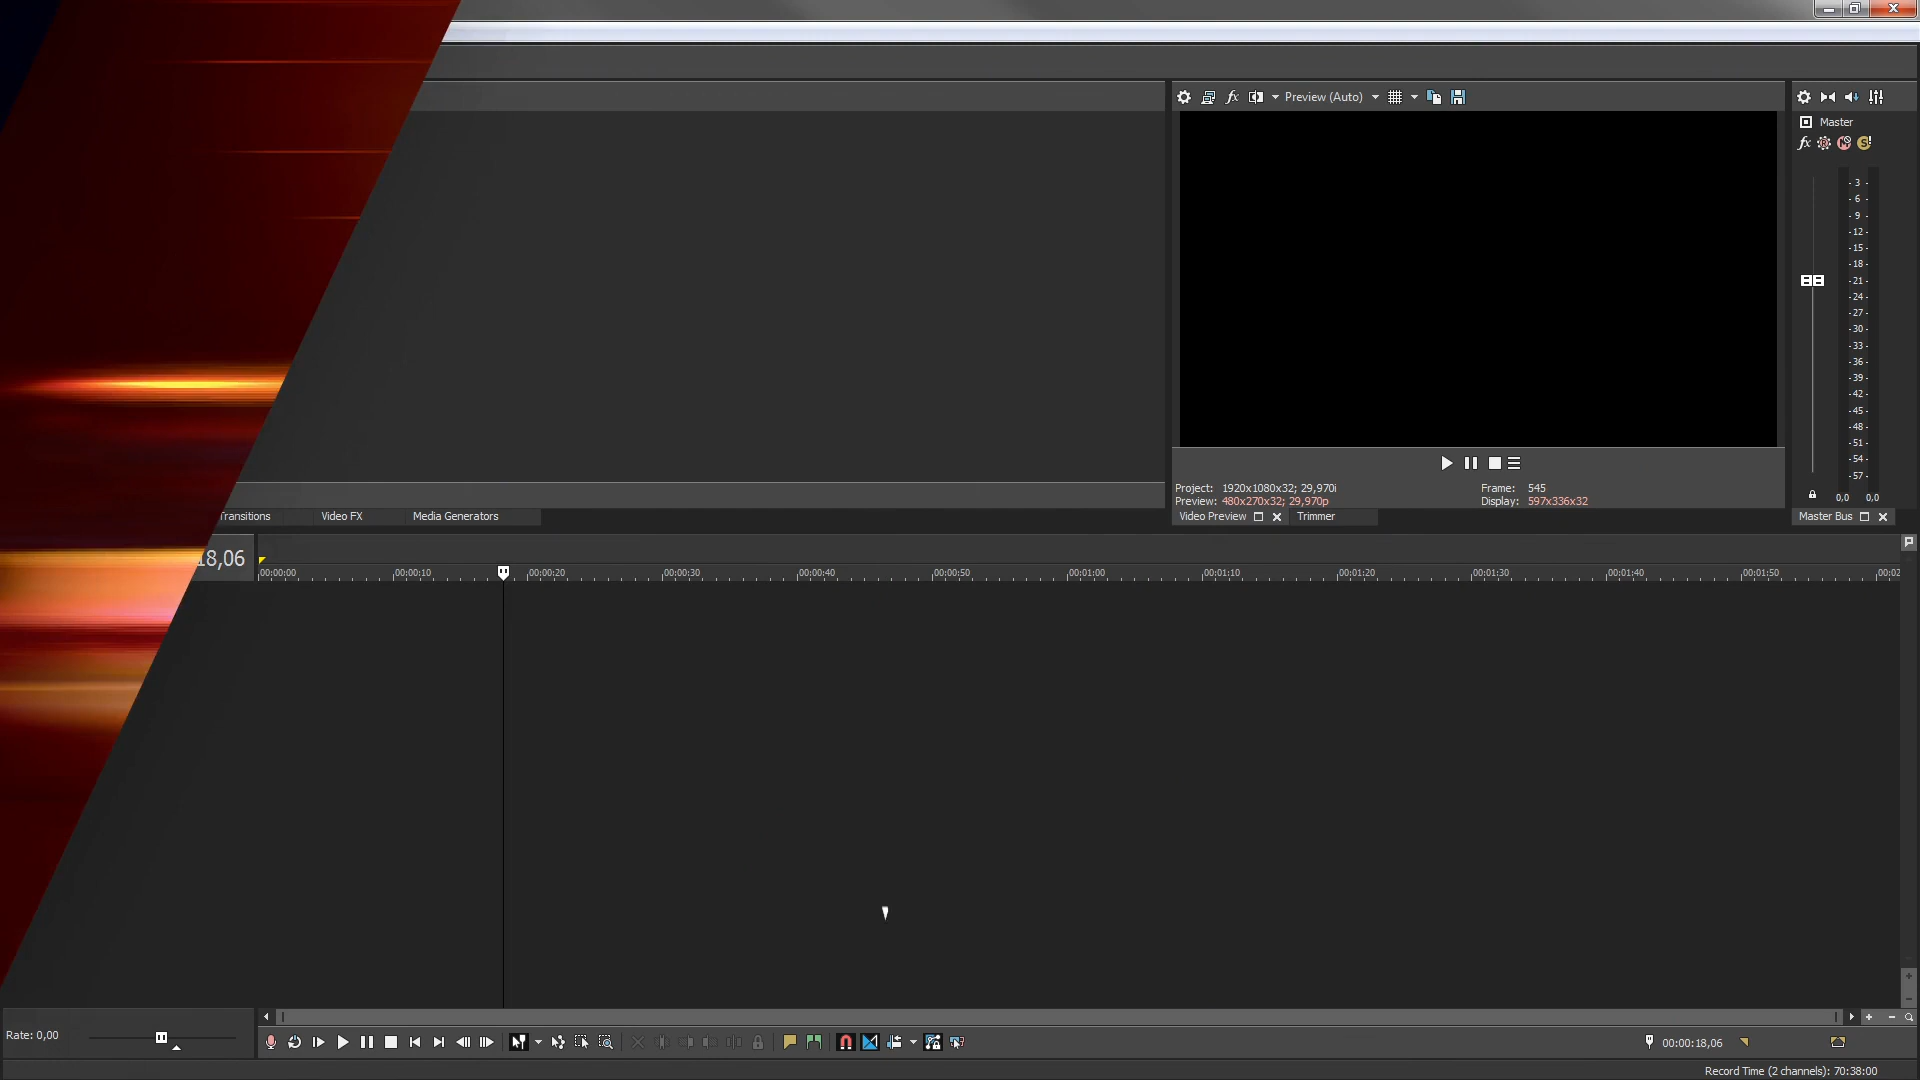 Preview (Auto)
Master
-3-
-6-
-9-
-12-
-15-
-18-
-21-
-24-
-27-
-30-
-33-
-36-
-39-
-42-
-45-
-48-
-51-
-54-
-57-
0,0 0,0
Project: 1920x1080x32; 29,970i Frame: 545
Preview: 480x270x32; 29,970p Display: 597x336x32
Transitions Video FX Media Generators Video Preview Trimmer Master Bus
18,06
00:00:00 00:00:10 00:00:20 00:00:30 00:00:40 00:00:50 00:01:00 00:01:10 00:01:20 00:01:30 00:01:40 00:01:50 00:02
Rate: 0,00
00:00:18,06
Record Time (2 channels): 70:38:00